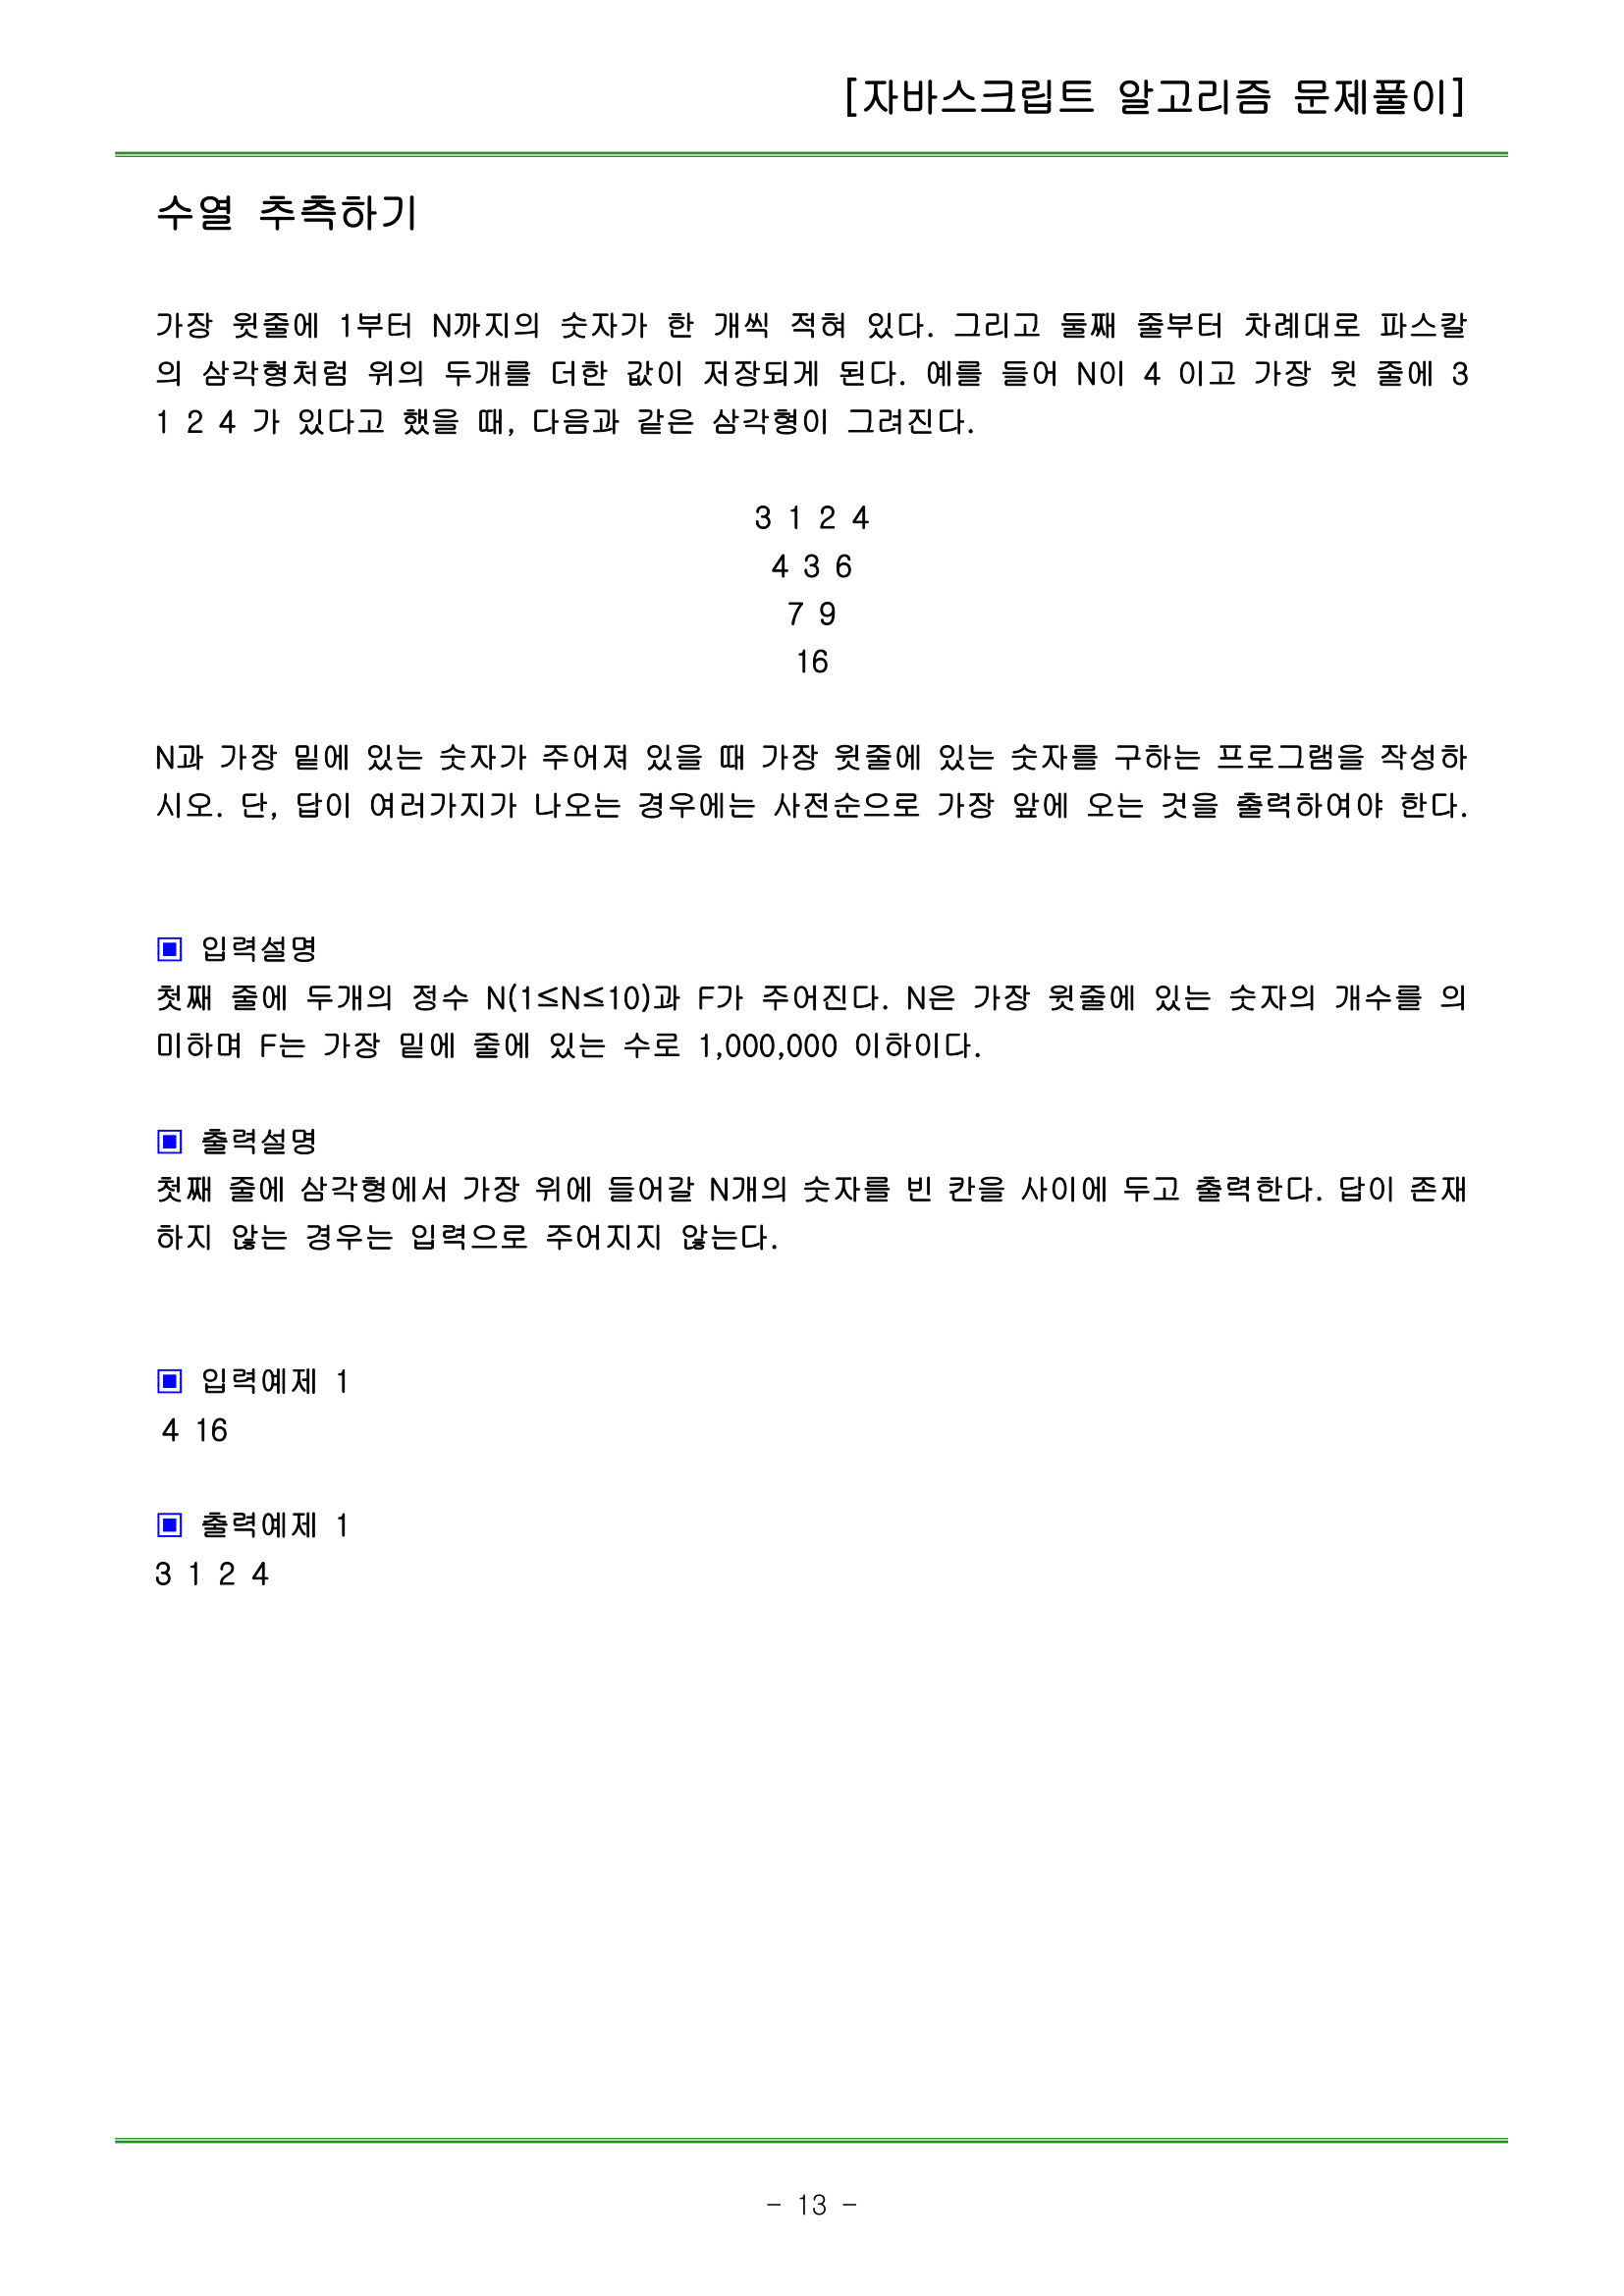 [자바스크립트 알고리즘 문제풀이]
수열 추측하기
가장 윗줄에 1부터 N까지의 숫자가 한 개씩 적혀 있다. 그리고 둘째 줄부터 차례대로 파스칼
의 삼각형처럼 위의 두개를 더한 값이 저장되게 된다. 예를 들어 N이 4 이고 가장 윗 줄에 3
1 2 4 가 있다고 했을 때, 다음과 같은 삼각형이 그려진다.
3 1 2 4
4 3 6
7 9
16
N과 가장 밑에 있는 숫자가 주어져 있을 때 가장 윗줄에 있는 숫자를 구하는 프로그램을 작성하
시오. 단, 답이 여러가지가 나오는 경우에는 사전순으로 가장 앞에 오는 것을 출력하여야 한다.
▣ 입력설명
첫째 줄에 두개의 정수 N(1≤N≤10)과 F가 주어진다. N은 가장 윗줄에 있는 숫자의 개수를 의
미하며 F는 가장 밑에 줄에 있는 수로 1,000,000 이하이다.
▣ 출력설명
첫째 줄에 삼각형에서 가장 위에 들어갈 N개의 숫자를 빈 칸을 사이에 두고 출력한다. 답이 존재
하지 않는 경우는 입력으로 주어지지 않는다.
▣ 입력예제 1
4 16
▣ 출력예제 1
3 1 2 4
- 13 -